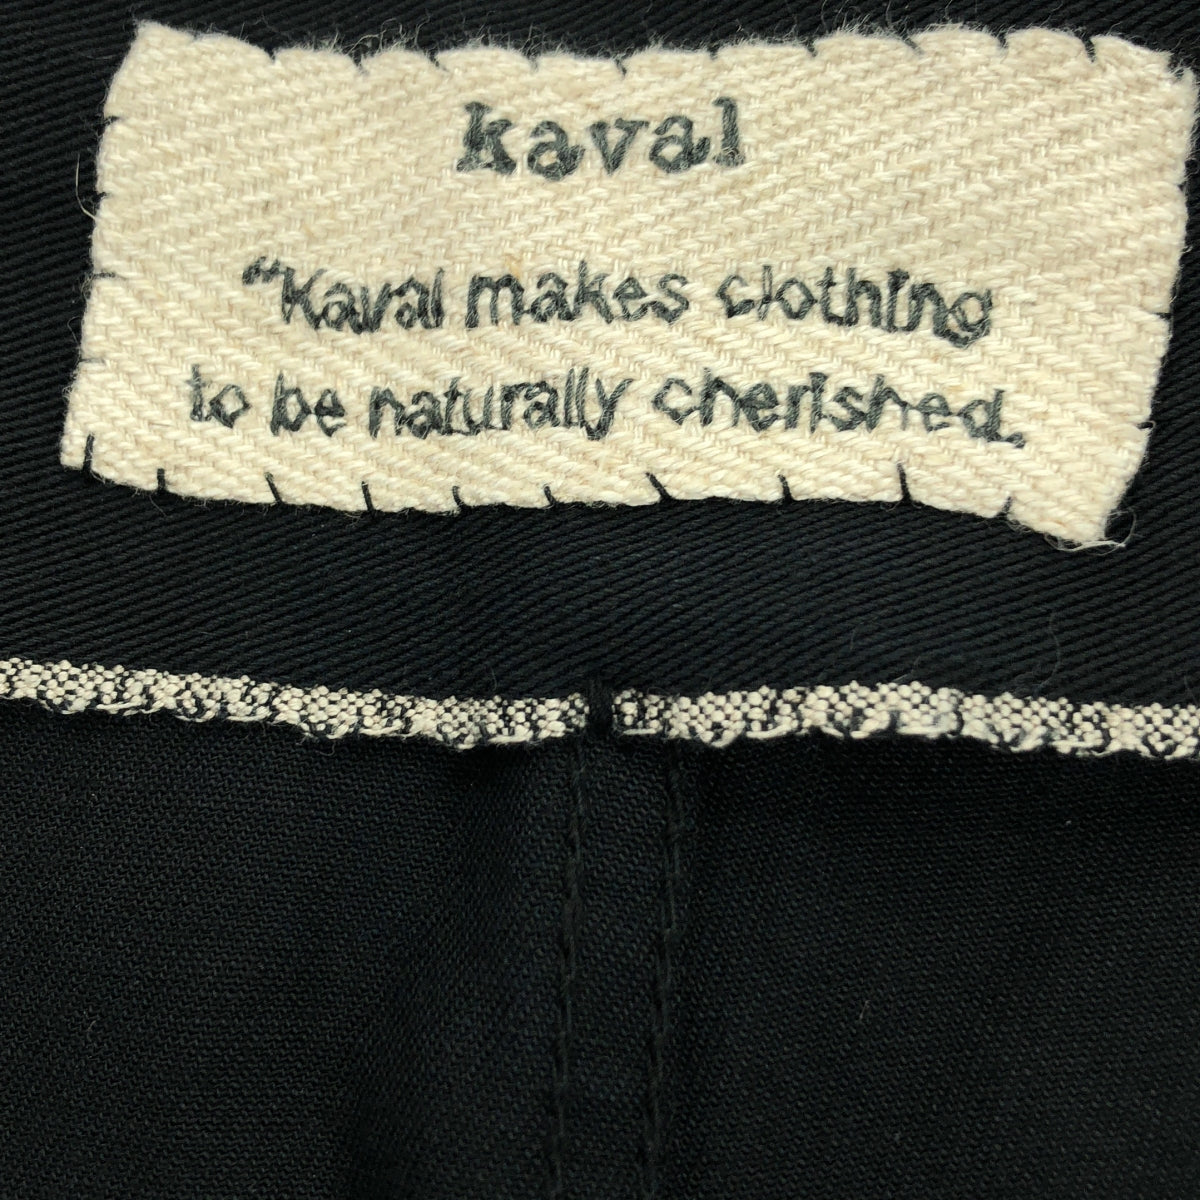 kaval
"Kaval makes clothing
to be naturally cherished.